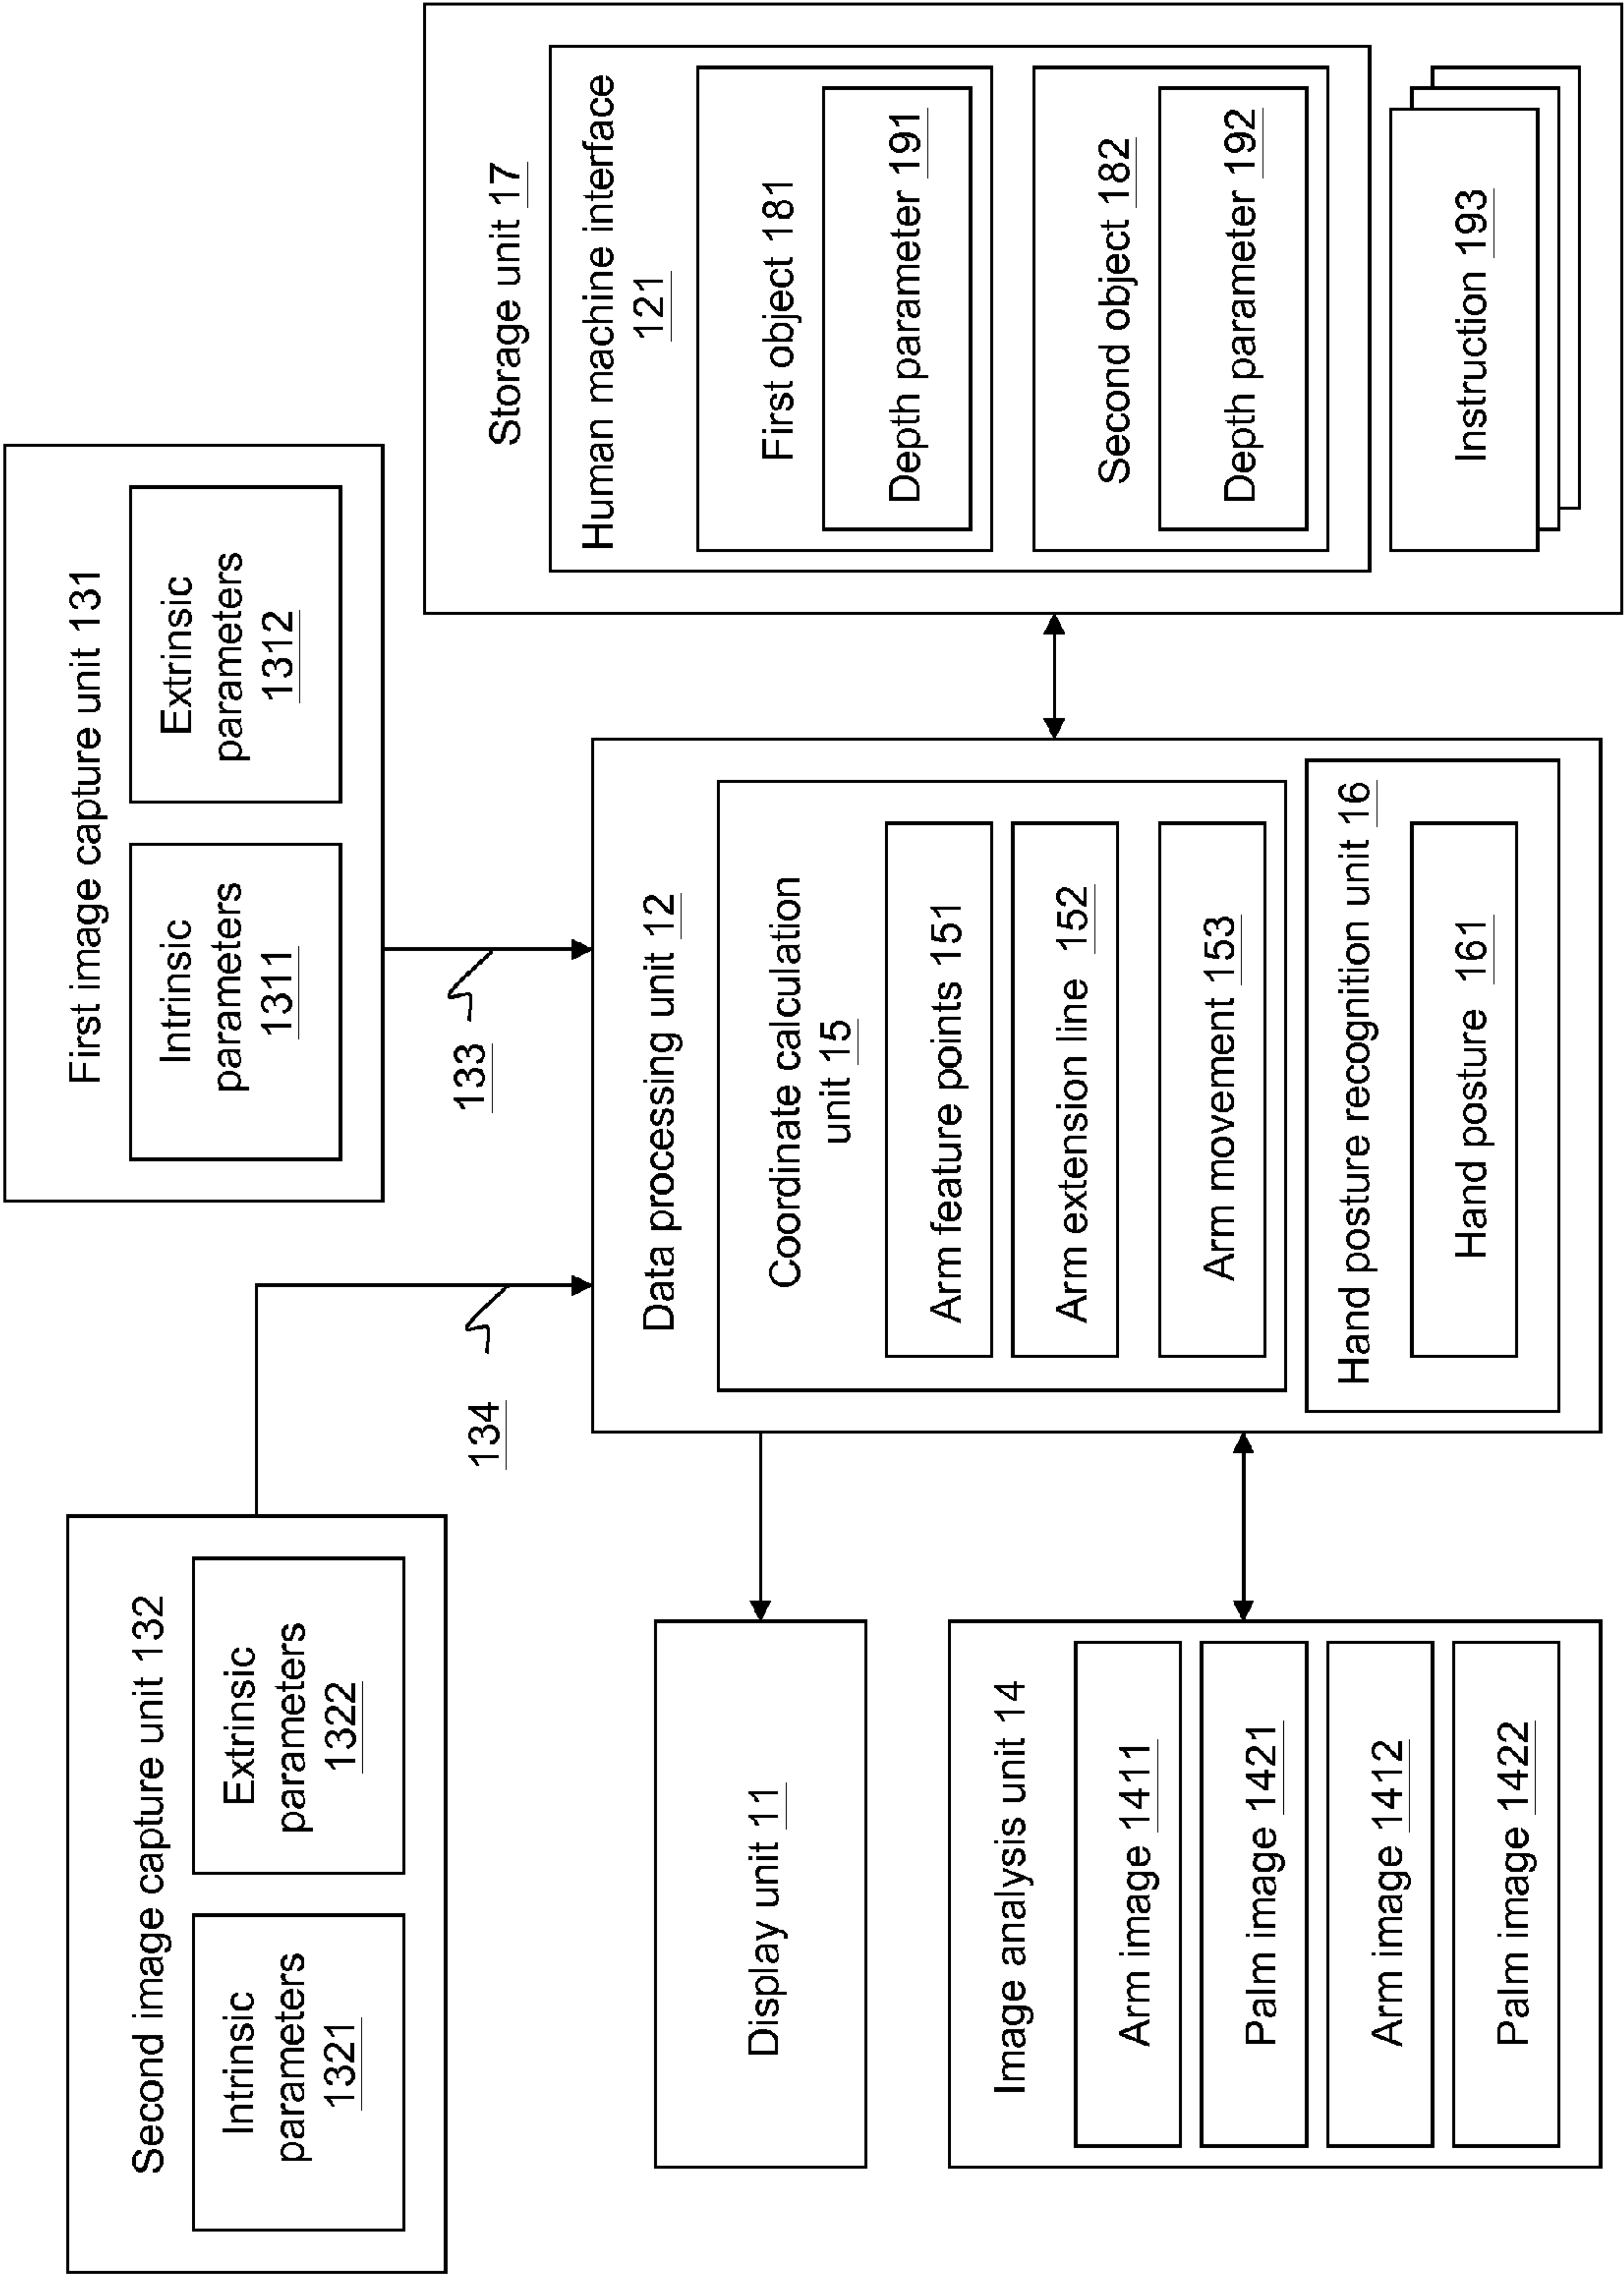 Second image capture unit 132
Intrinsic
parameters
1321
Extrinsic
parameters
1322
First image capture unit 131
Intrinsic
parameters
1311
Extrinsic
parameters
1312
134
133
Display unit 11
Image analysis unit 14
Arm image 1411
Palm image 1421
Arm image 1412
Palm image 1422
Data processing unit 12
Coordinate calculation
unit 15
Arm feature points 151
Arm extension line 152
Arm movement 153
Hand posture recognition unit 16
Hand posture 161
Storage unit 17
Human machine interface
121
First object 181
Depth parameter 191
Second object 182
Depth parameter 192
Instruction 193